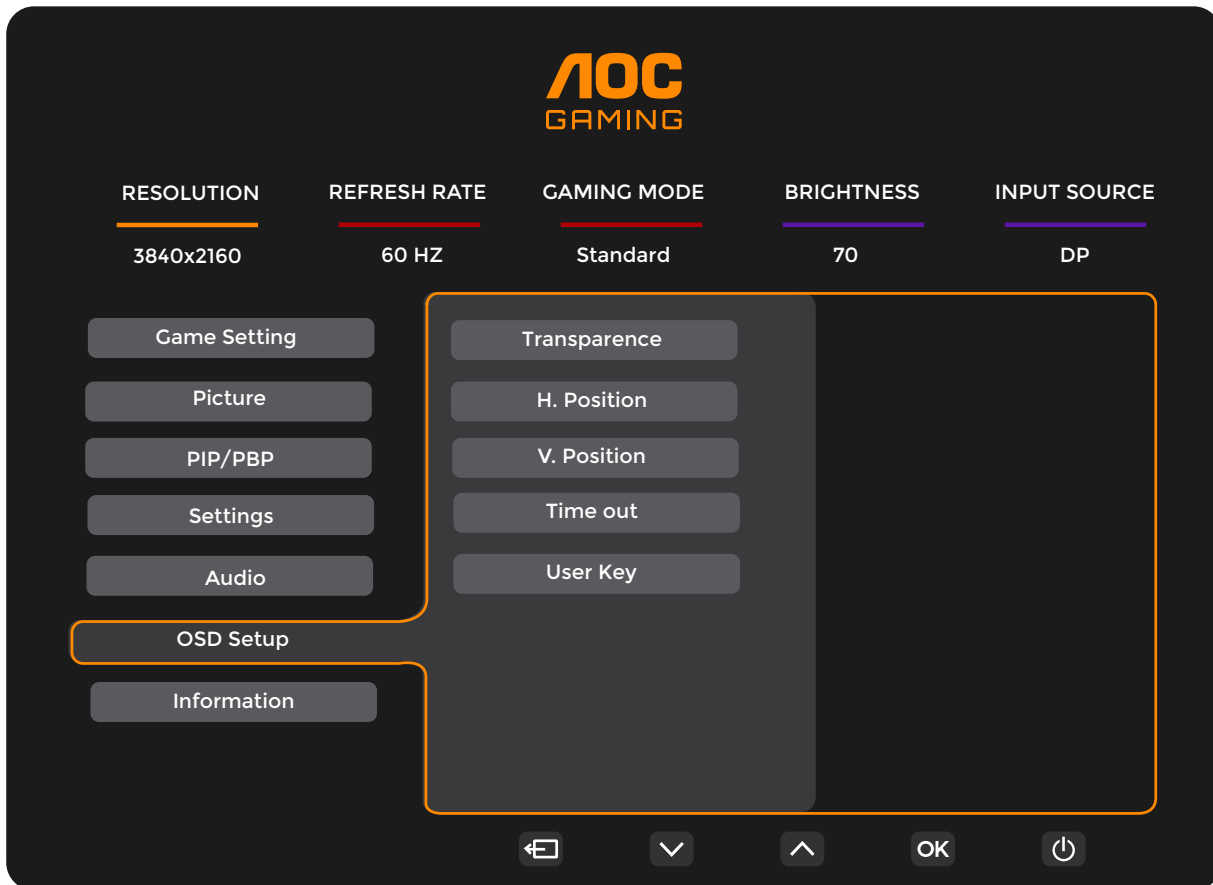 AOC
GAMING
RESOLUTION REFRESH RATE GAMING MODE BRIGHTNESS INPUT SOURCE
3840x2160 60 HZ Standard 70 DP
Game Setting
Picture
PIP/PBP
Settings
Audio
OSD Setup
Information
Transparence
H. Position
V. Position
Time out
User Key
OK